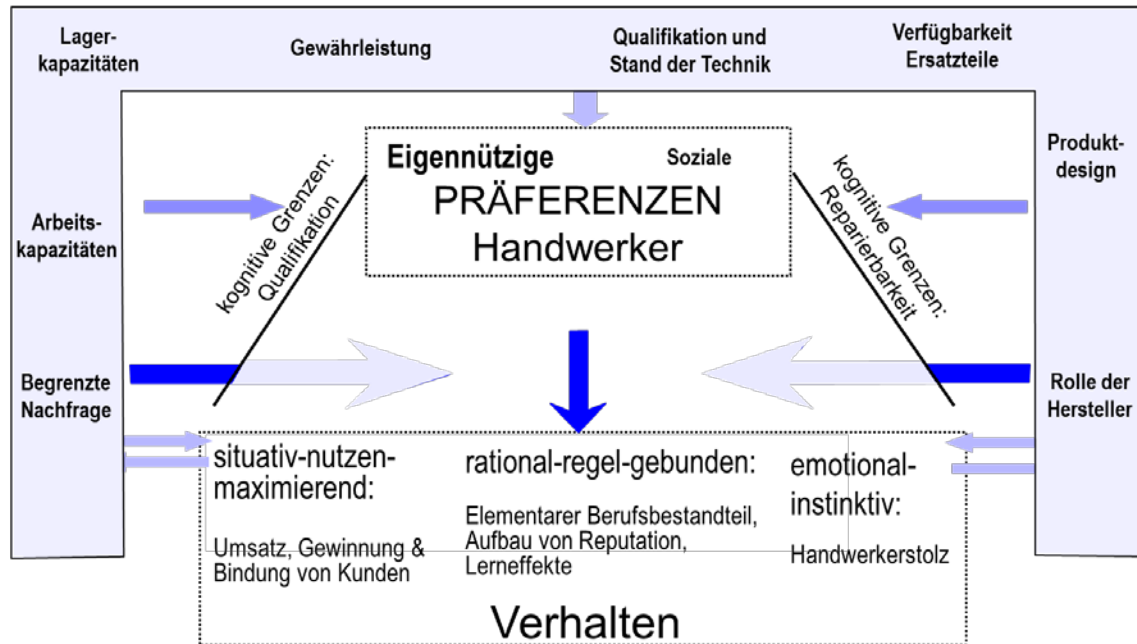 Lager-
kapazitäten
Gewährleistung
Qualifikation und
Stand der Technik
Verfügbarkeit
Ersatzteile
Eigennützige
Soziale
PRÄFERENZEN
Handwerker
Arbeits-
kapazitäten
kognitive Grenzen:
Qualifikation
kognitive Grenzen:
Reparierbarkeit
Produkt-
design
Begrenzte
Nachfrage
Rolle der
Hersteller
situativ-nutzen-
maximierend:
Umsatz, Gewinnung &
Bindung von Kunden
rational-regel-gebunden:
Elementarer Berufsbestandteil,
Aufbau von Reputation,
Lerneffekte
emotional-
instinktiv:
Handwerkerstolz
Verhalten